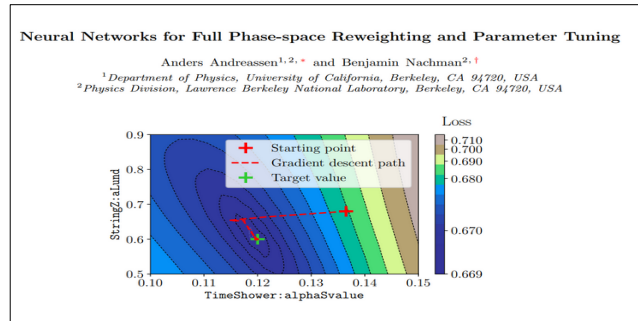 Neural Networks for Full Phase-space Reweighting and Parameter Tuning
Anders Andreassen1, 2, * and Benjamin Nachman2, †
1Department of Physics, University of California, Berkeley, CA 94720, USA
2Physics Division, Lawrence Berkeley National Laboratory, Berkeley, CA 94720, USA
Loss
0.9
0.8
0.7
0.6
0.5
StringZ:aLund
Starting point
Gradient descent path
Target value
0.710
0.700
0.690
0.680
0.670
0.669
0.10
0.11
0.12
0.13
0.14
0.15
TimeShower:alphaSvalue